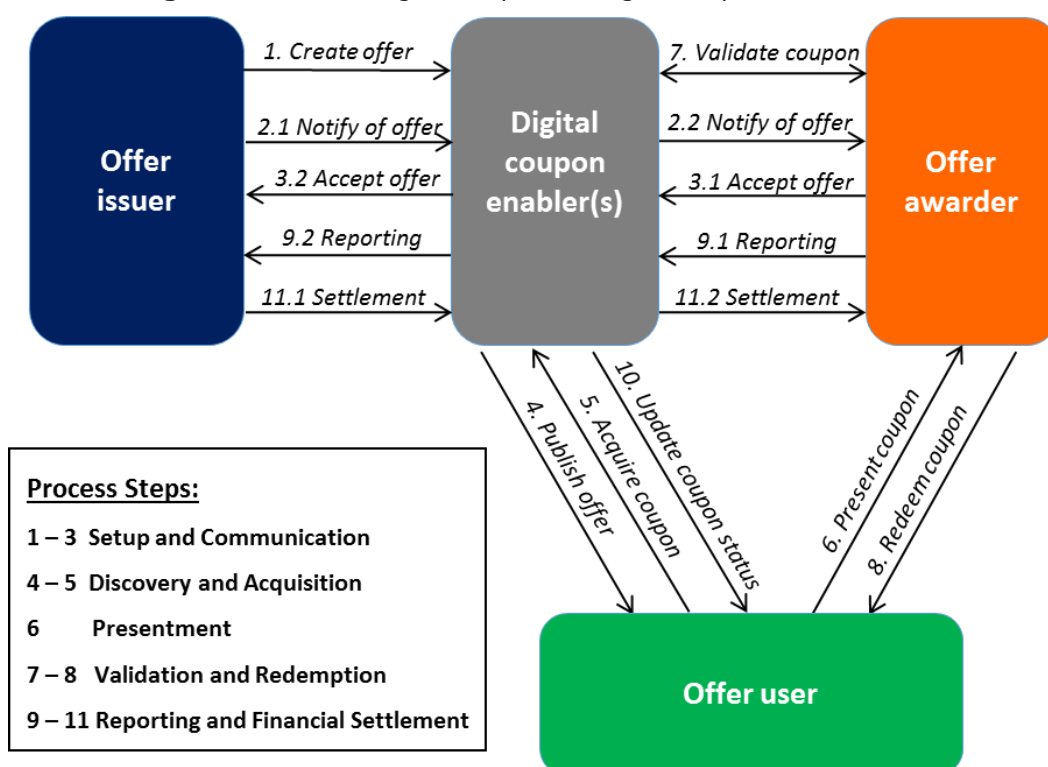 1. Create offer
7. Validate coupon
2.1 Notify of offer
2.2 Notify of offer
3.2 Accept offer
3.1 Accept offer
9.2 Reporting
9.1 Reporting
11.1 Settlement
11.2 Settlement
Offer
issuer
Digital
coupon
enabler(s)
Offer
awarder
4. Publish offer
5. Acquire coupon
10. Update coupon status
6. Present coupon
8. Redeem coupon
Process Steps:
1 – 3 Setup and Communication
4 – 5 Discovery and Acquisition
6 Presentment
7 – 8 Validation and Redemption
9 – 11 Reporting and Financial Settlement
Offer user